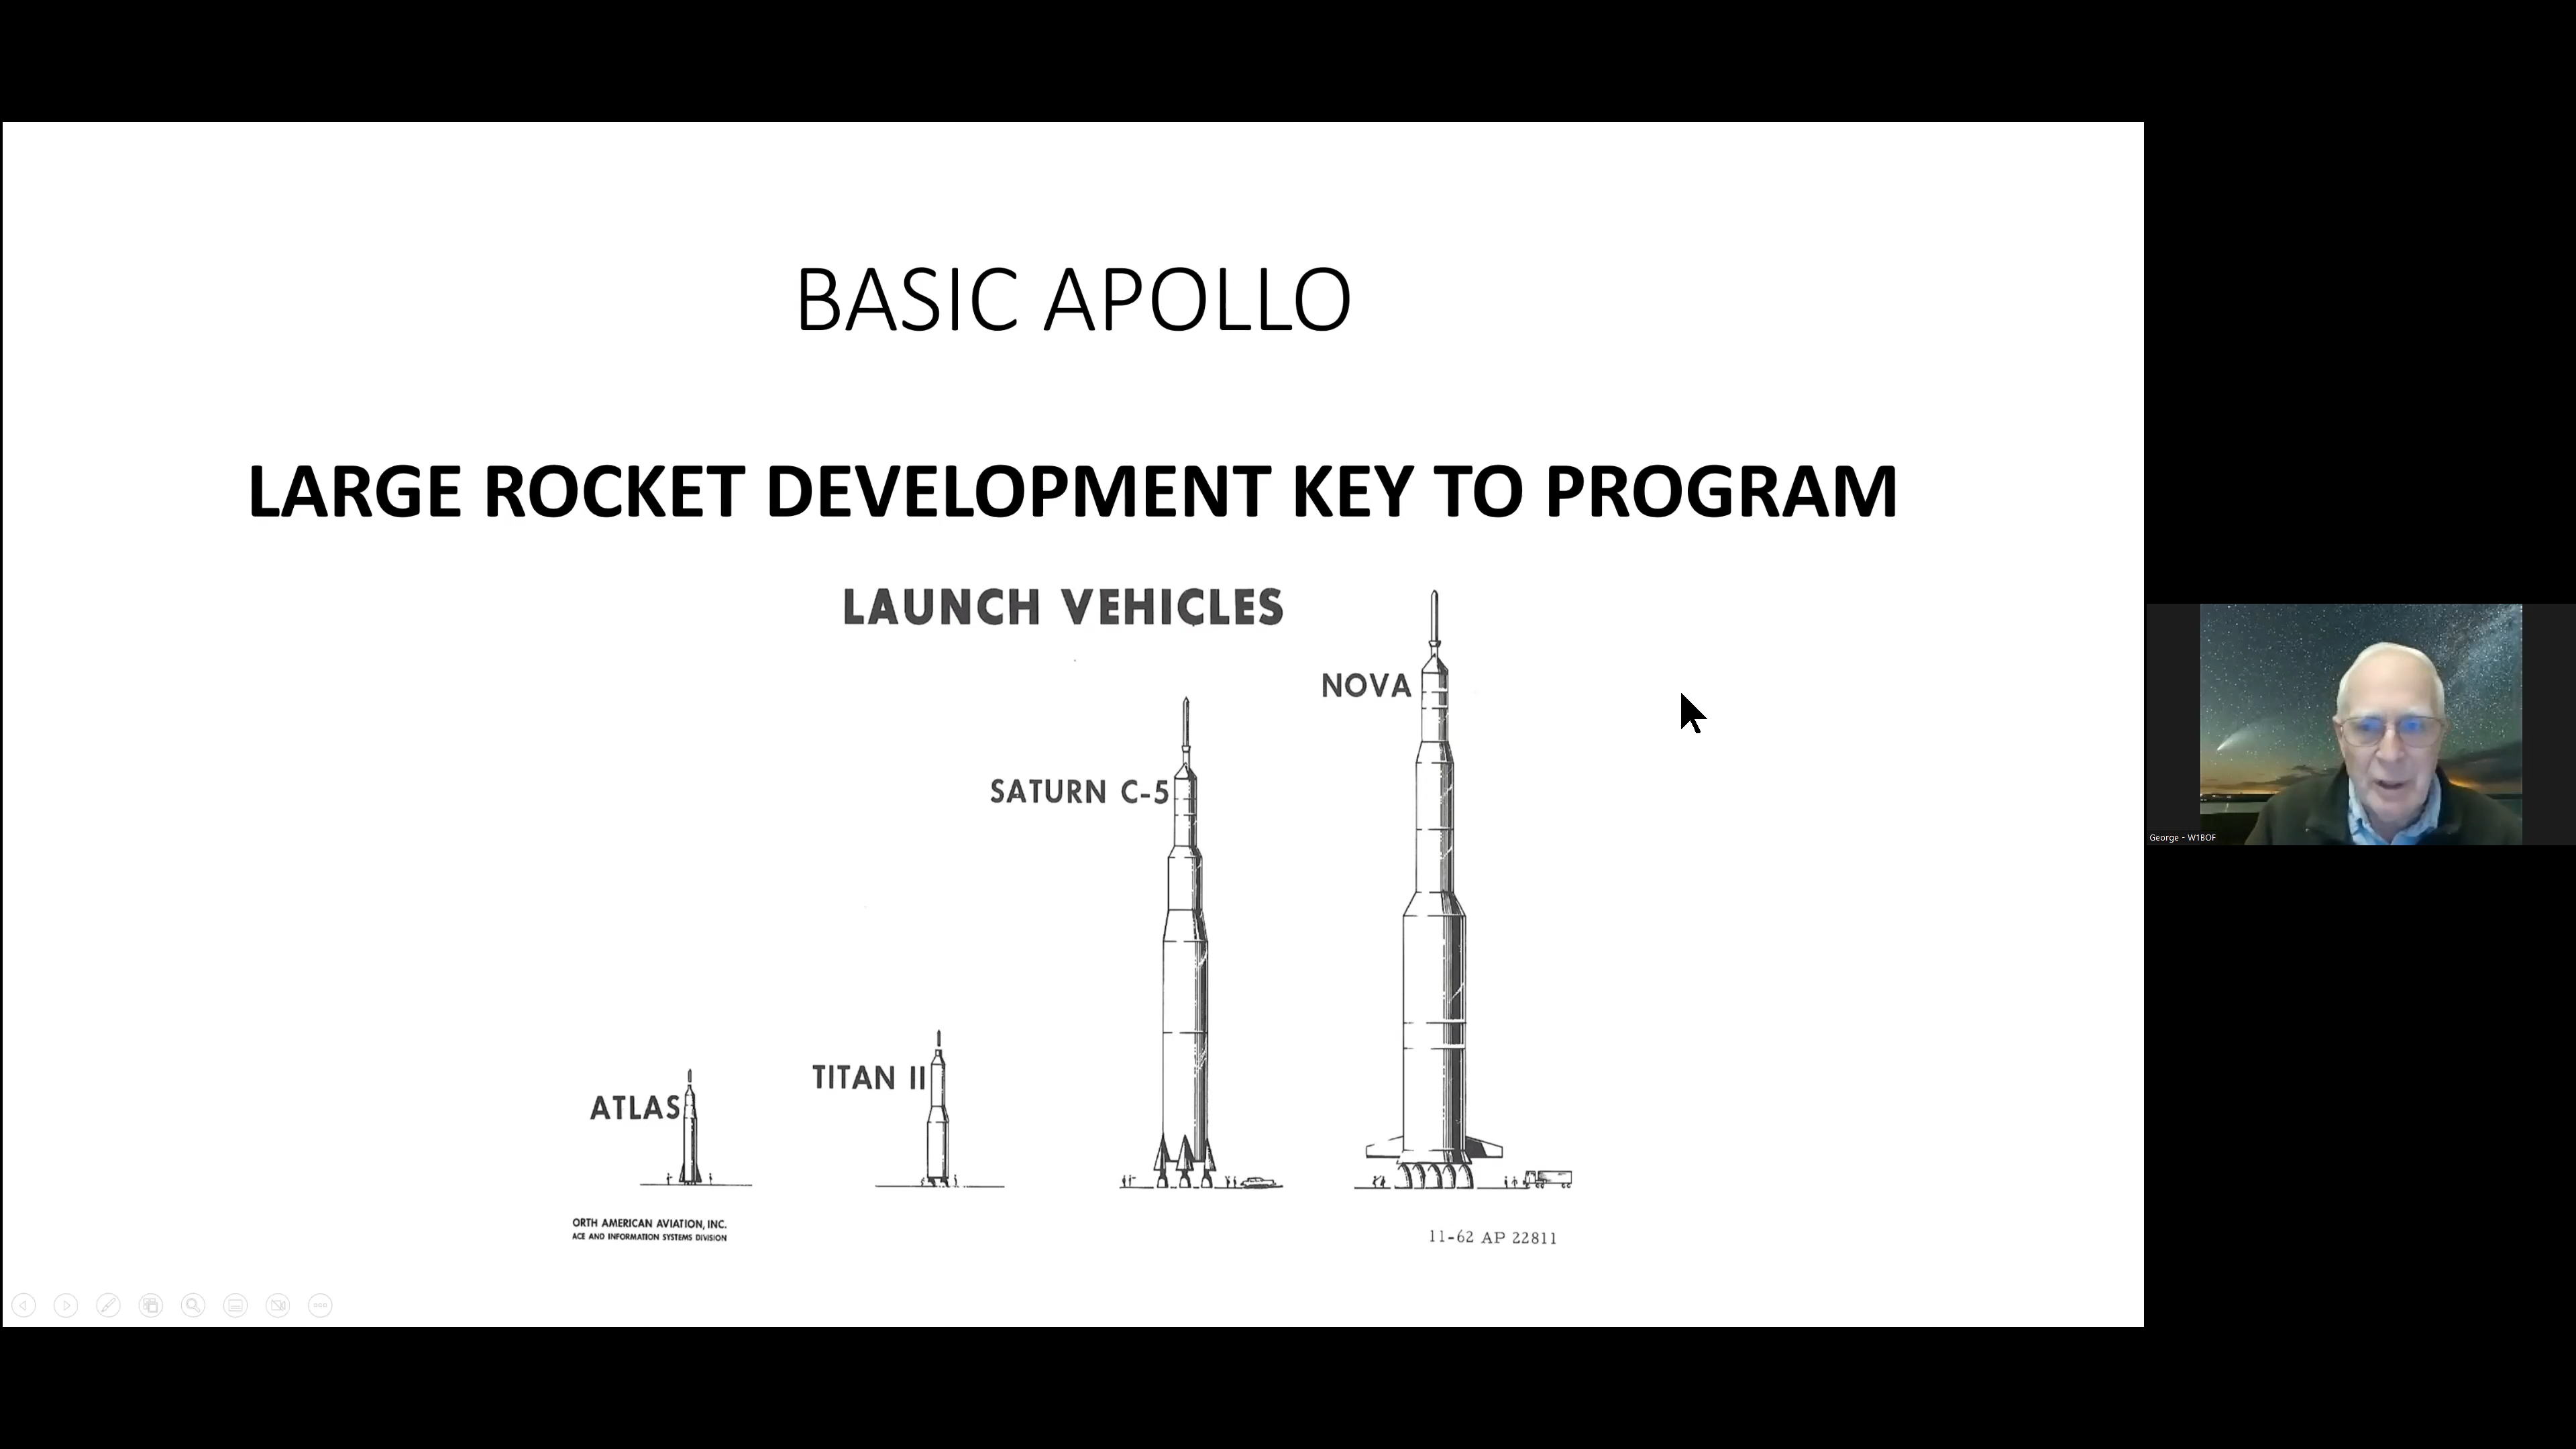 BASIC APOLLO
LARGE ROCKET DEVELOPMENT KEY TO PROGRAM
LAUNCH VEHICLES
NOVA
SATURN C-5
TITAN II
ATLAS
ORTH AMERICAN AVIATION, INC.
ACE AND INFORMATION SYSTEMS DIVISION
11-62 AP 22811
George - W1BOF